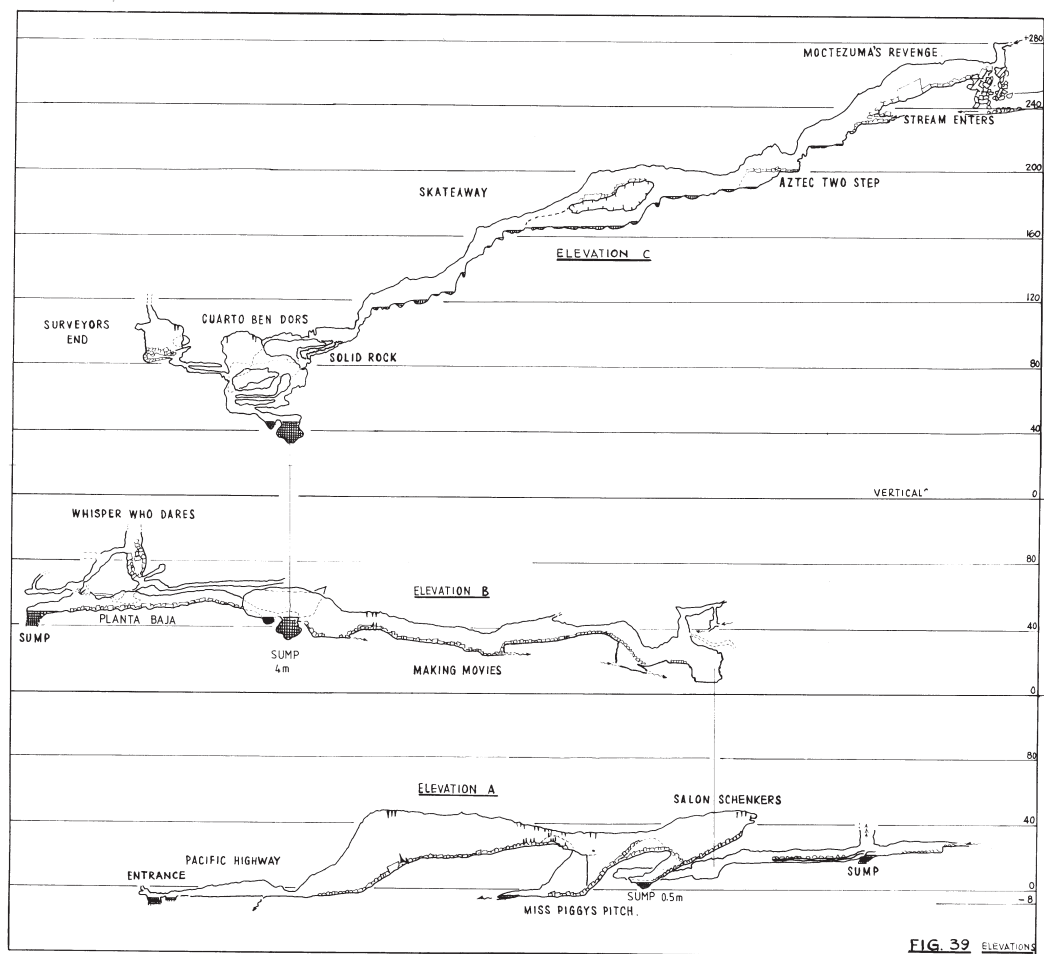 +280
MOCTEZUMA'S REVENGE.
240
STREAM ENTERS
200
SKATEAWAY
AZTEC TWO STEP
160
ELEVATION C
120
SURVEYORS
END
CUARTO BEN DORS
SOLID ROCK
80
40
VERTICAL
0
WHISPER WHO DARES
80
ELEVATION B
PLANTA BAJA
SUMP
40
SUMP
4m
MAKING MOVIES
0
80
ELEVATION A
SALON SCHENKERS
40
PACIFIC HIGHWAY
ENTRANCE
SUMP
0
SUMP 0.5m
-8
MISS PIGGYS PITCH.
FIG. 39 ELEVATIONS